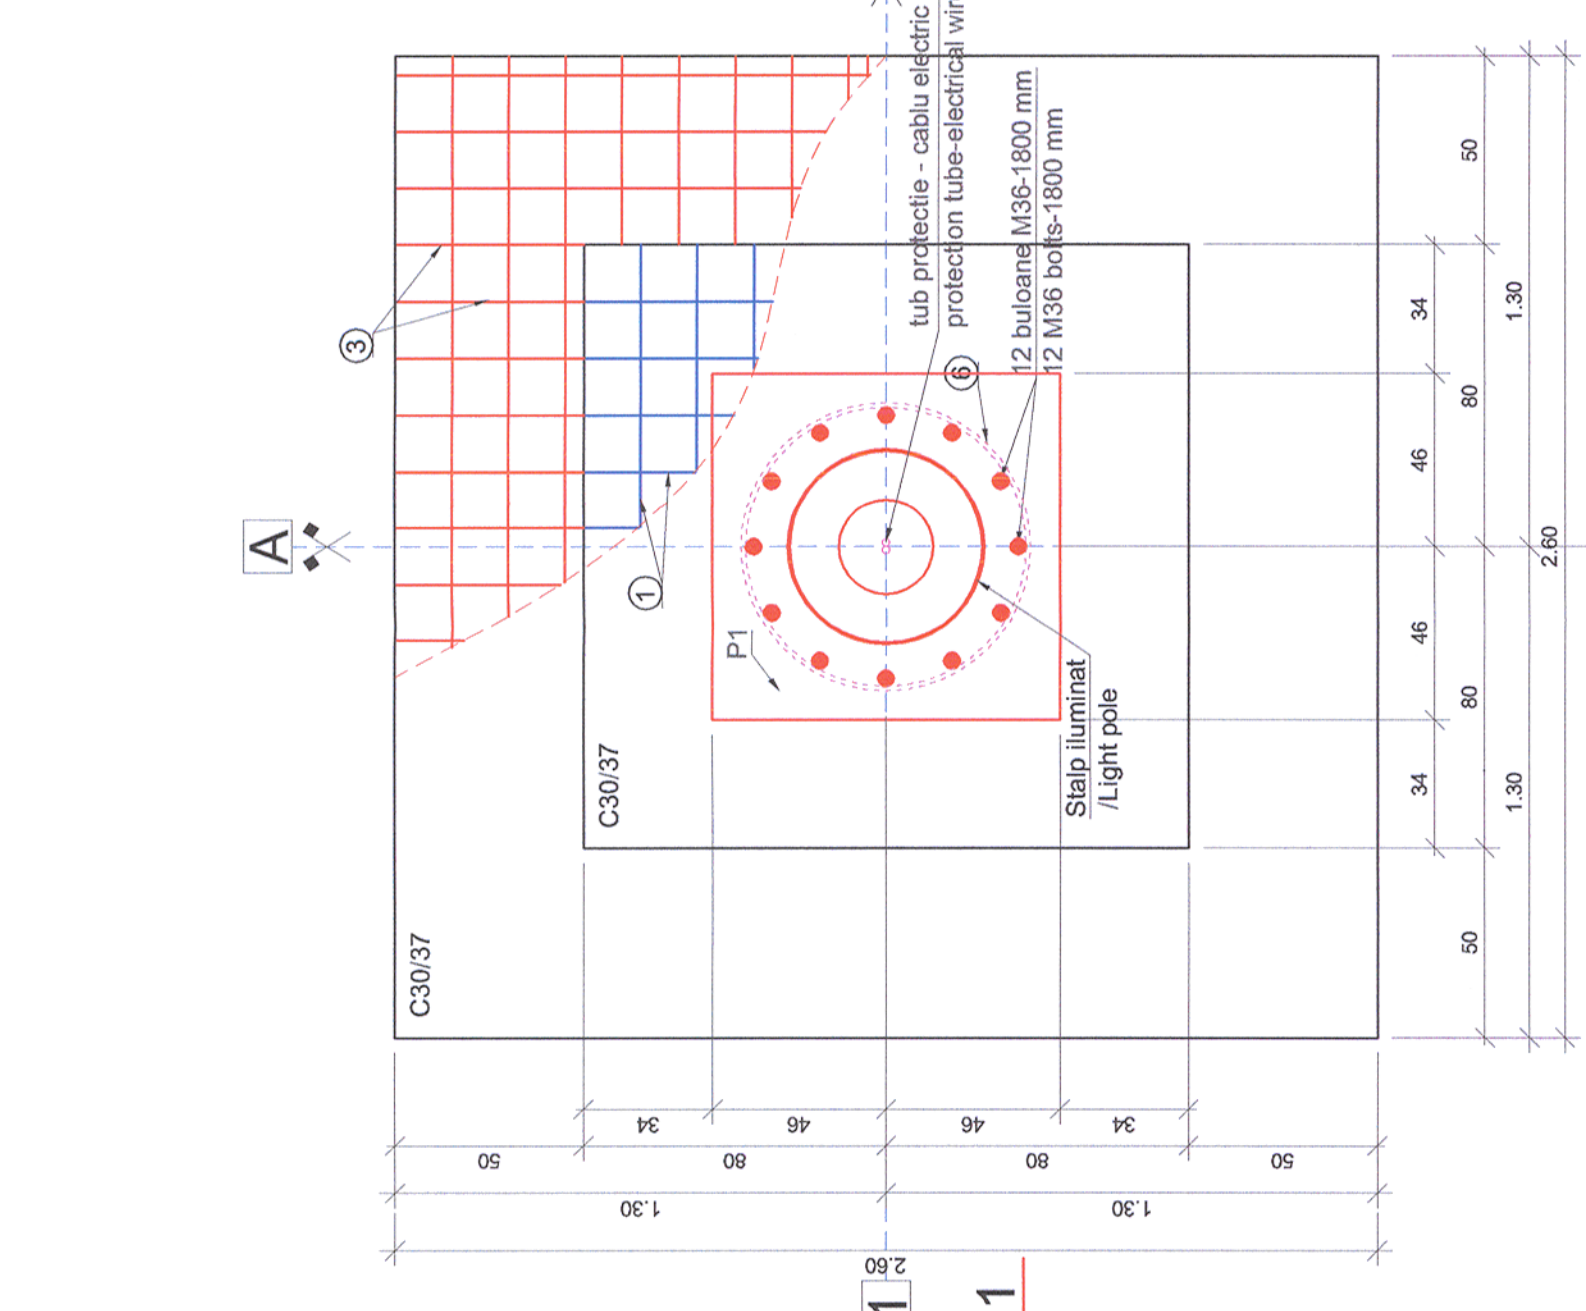 A
3
1
6
P1
C30/37
C30/37
tub protectie - cablu electric
protection tube-electrical
12 buloane M36-1800 mm
12 M36 bolts-1800 mm
Stalp iluminat
/Light pole
34
46
46
34
50
80
80
50
1.30
1.30
2.60
34
46
46
34
50
80
80
50
1.30
1.30
2.60
1
1